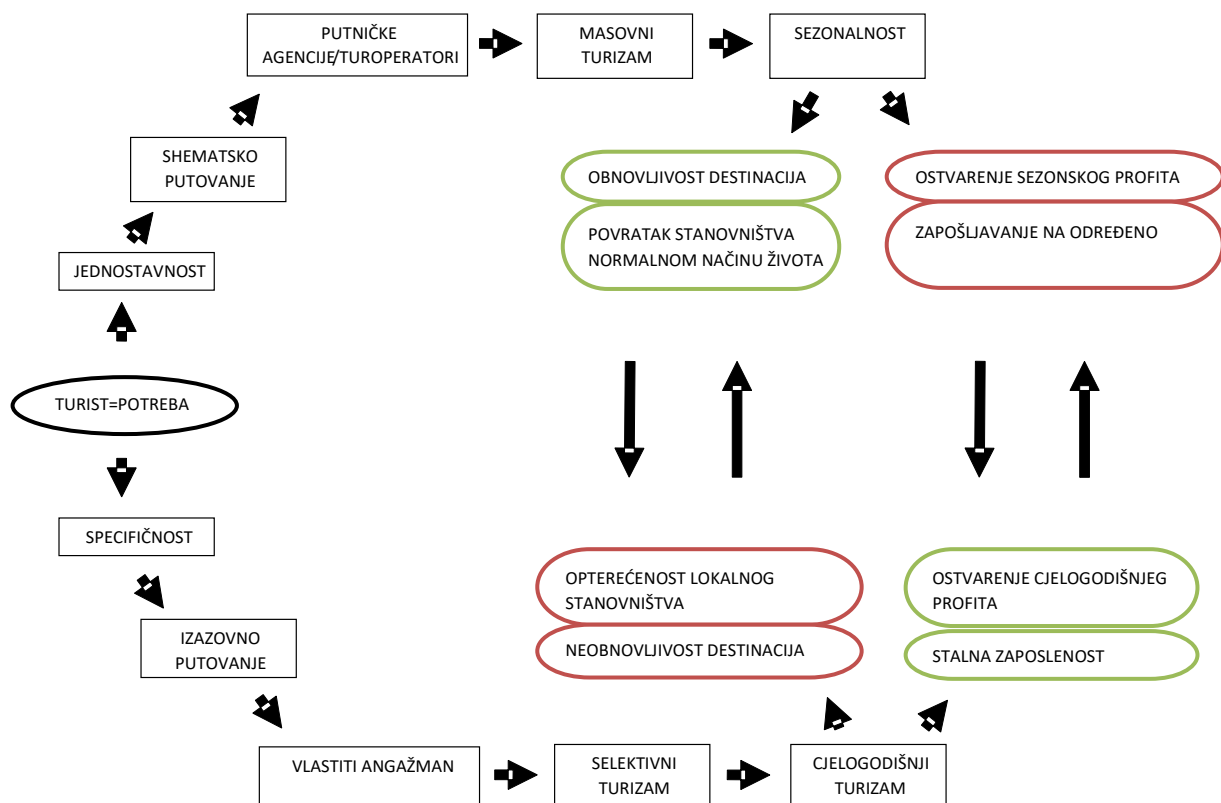 PUTNIČKE
AGENCIJE/TUROPERATORI
MASOVNI
TURIZAM
SEZONALNOST
SHEMATSKO
PUTOVANJE
OBNOVLJIVOST DESTINACIJA
OSTVARENJE SEZONSKOG PROFITA
POVRATAK STANOVNIŠTVA
NORMALNOM NAČINU ŽIVOTA
ZAPOŠLJAVANJE NA ODREĐENO
JEDNOSTAVNOST
TURIST=POTREBA
SPECIFIČNOST
OPTEREĆENOST LOKALNOG
STANOVNIŠTVA
OSTVARENJE CJELOGODIŠNJEG
PROFITA
IZAZOVNO
PUTOVANJE
NEOBNOVLJIVOST DESTINACIJA
STALNA ZAPOSLENOST
VLASTITI ANGAŽMAN
SELEKTIVNI
TURIZAM
CJELOGODIŠNJI
TURIZAM